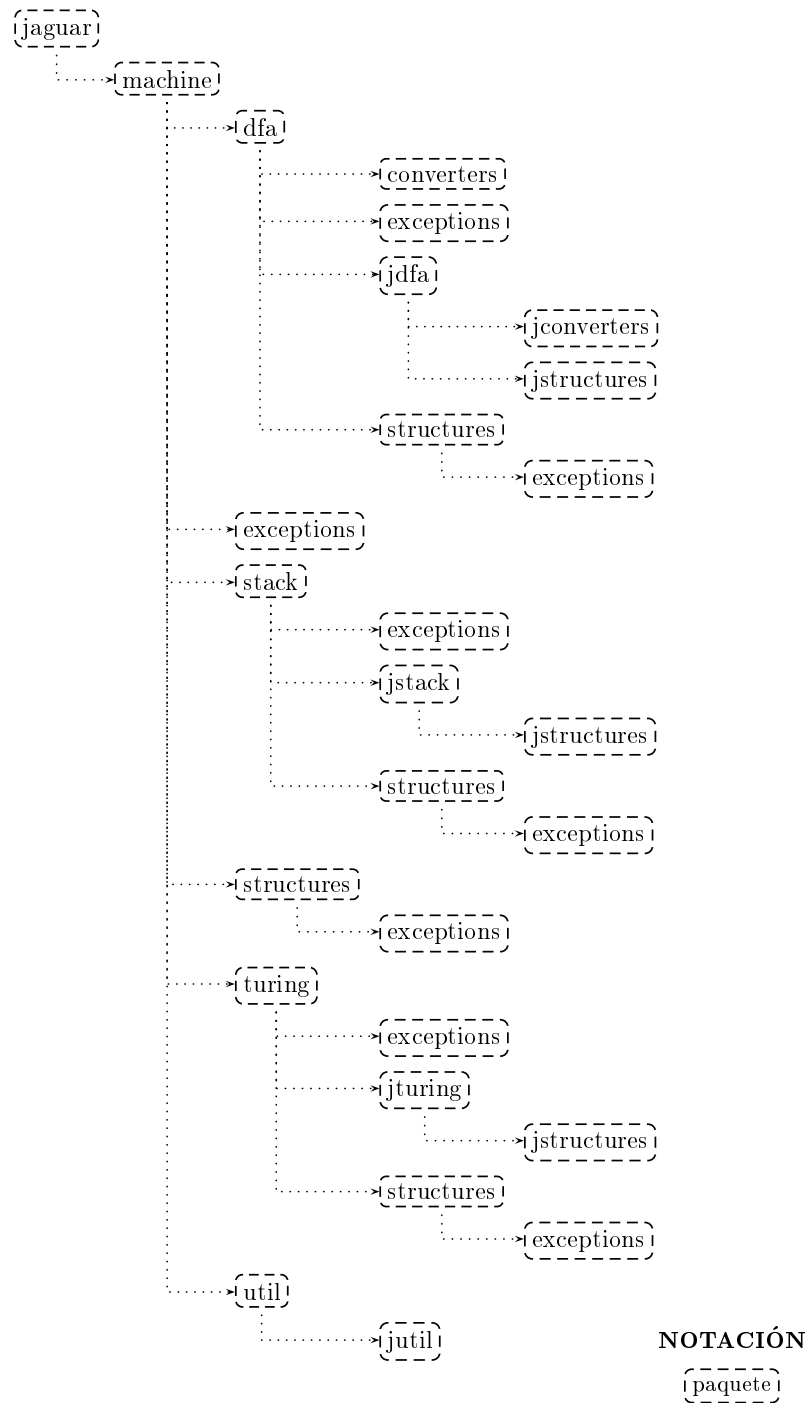 jaguar
machine
dfa
converters
exceptions
jdfa
jconverters
jstructures
structures
exceptions
exceptions
stack
exceptions
jstack
jstructures
structures
exceptions
structures
exceptions
turing
exceptions
jturing
jstructures
structures
exceptions
util
jutil
NOTACIÓN
paquete